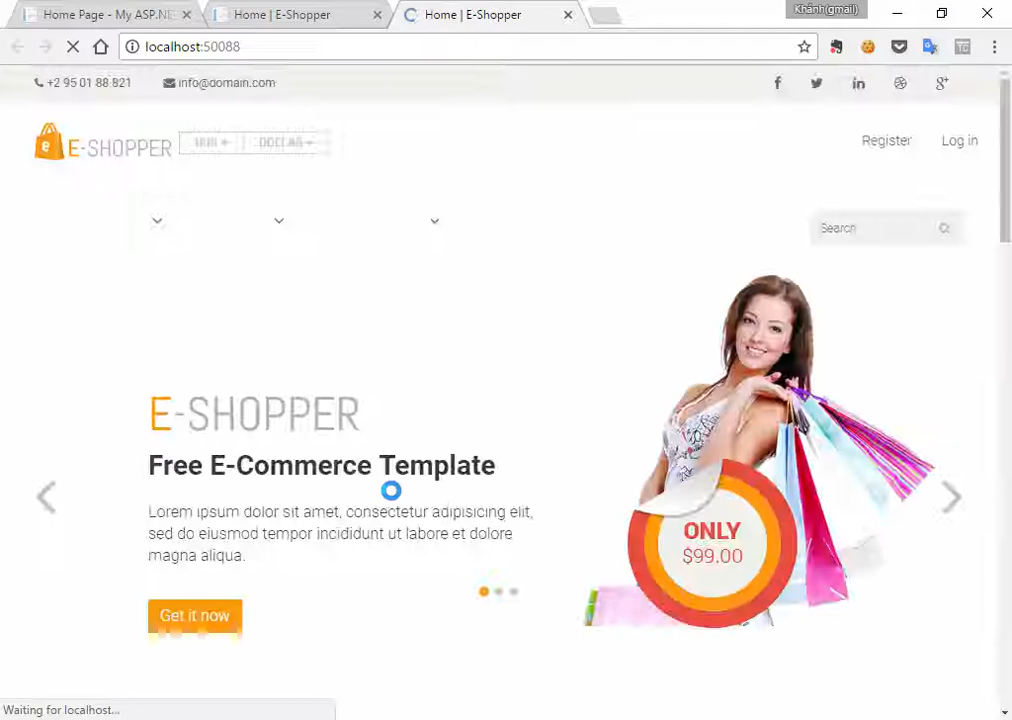 Home Page - My ASP.NE
Home | E-Shopper
Home | E-Shopper
Khánh(gmail)
localhost:50088
+2 95 01 88 821
info@domain.com
E-SHOPPER
DOLLAR
Register
Log in
Search
E-SHOPPER
Free E-Commerce Template
Lorem ipsum dolor sit amet, consectetur adipisicing elit,
sed do eiusmod tempor incididunt ut labore et dolore
magna aliqua.
ONLY
$99.00
Get it now
Waiting for localhost...